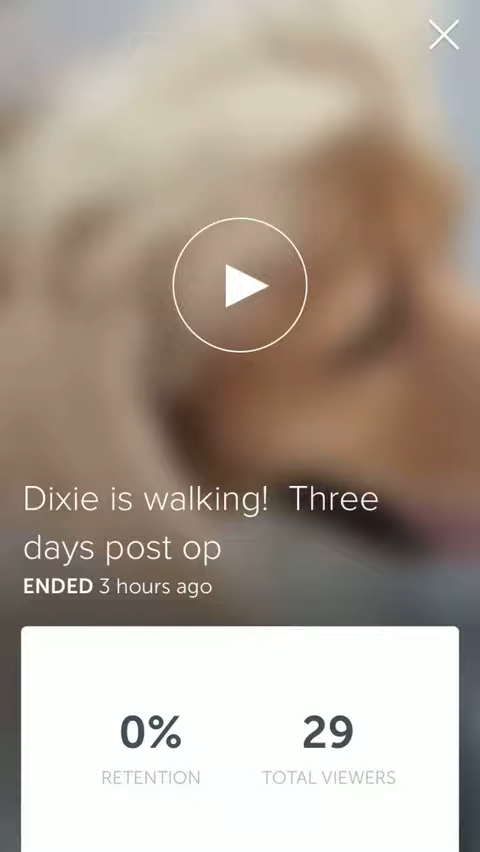 Dixie is walking!  Three
days post op
ENDED 3 hours ago
0% 29
RETENTION TOTAL VIEWERS